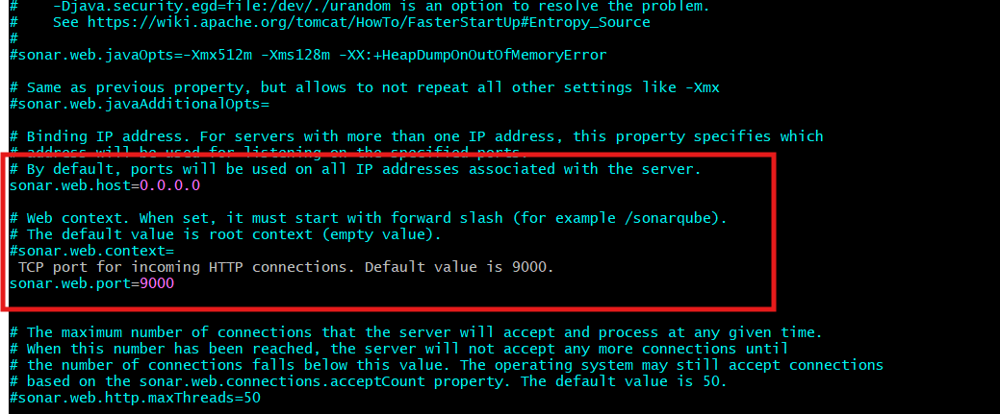 #    -Djava.security.egd=file:/dev/./urandom is an option to resolve the problem.
#    See https://wiki.apache.org/tomcat/HowTo/FasterStartUp#Entropy_Source
#
#sonar.web.javaOpts=-Xmx512m -Xms128m -XX:+HeapDumpOnOutOfMemoryError
# Same as previous property, but allows to not repeat all other settings like -Xmx
#sonar.web.javaAdditionalOpts=
# Binding IP address. For servers with more than one IP address, this property specifies which
# address will be used for listening on the specified ports.
# By default, ports will be used on all IP addresses associated with the server.
sonar.web.host=0.0.0.0
# Web context. When set, it must start with forward slash (for example /sonarqube).
# The default value is root context (empty value).
#sonar.web.context=
 TCP port for incoming HTTP connections. Default value is 9000.
sonar.web.port=9000
# The maximum number of connections that the server will accept and process at any given time.
# When this number has been reached, the server will not accept any more connections until
# the number of connections falls below this value. The operating system may still accept connections
# based on the sonar.web.connections.acceptCount property. The default value is 50.
#sonar.web.http.maxThreads=50